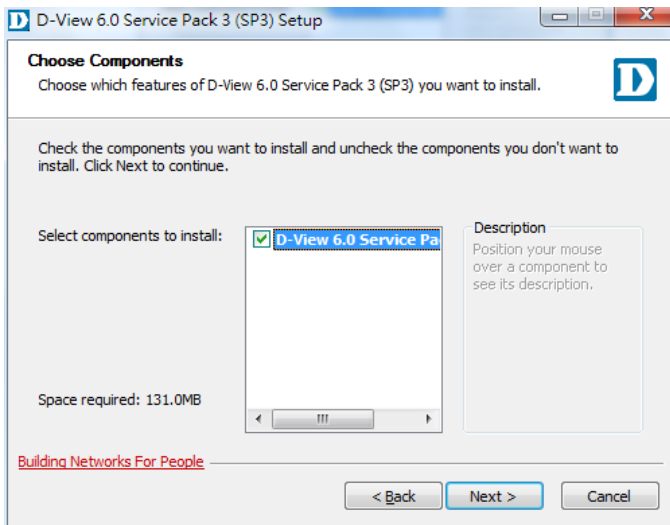 D-View 6.0 Service Pack 3 (SP3) Setup
Choose Components
Choose which features of D-View 6.0 Service Pack 3 (SP3) you want to install.
D
Check the components you want to install and uncheck the components you don't want to
install. Click Next to continue.
Select components to install:
D-View 6.0 Service Pa
Description
Position your mouse
over a component to
see its description.
Space required: 131.0MB
Building Networks For People
< Back
Next >
Cancel